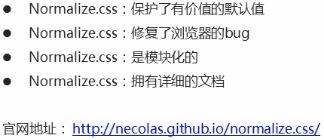 ● Normalize.css：保护了有价值的默认值
● Normalize.css：修复了浏览器的bug
● Normalize.css：是模块化的
● Normalize.css：拥有详细的文档
官网地址： http://necolas.github.io/normalize.css/